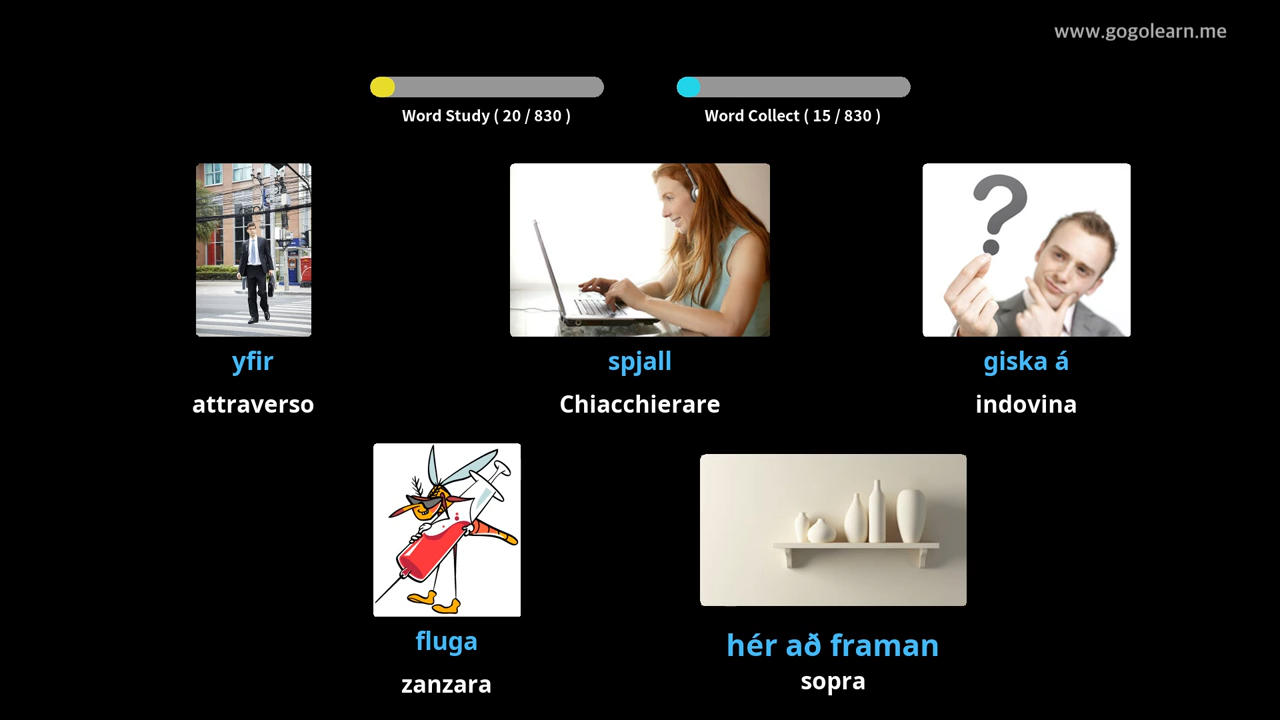 www.gogolearn.me
Word Study ( 20 / 830 )
Word Collect ( 15 / 830 )
yfir
attraverso
spjall
Chiacchierare
giska á
indovina
fluga
zanzara
hér að framan
sopra